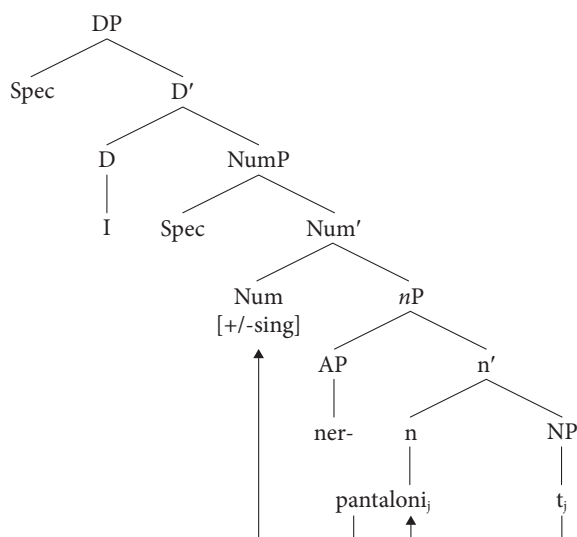 DP
Spec D′
D NumP
I Spec Num′
Num nP
[+/-sing]
AP n′
ner- n NP
pantaloniⱼ tⱼ